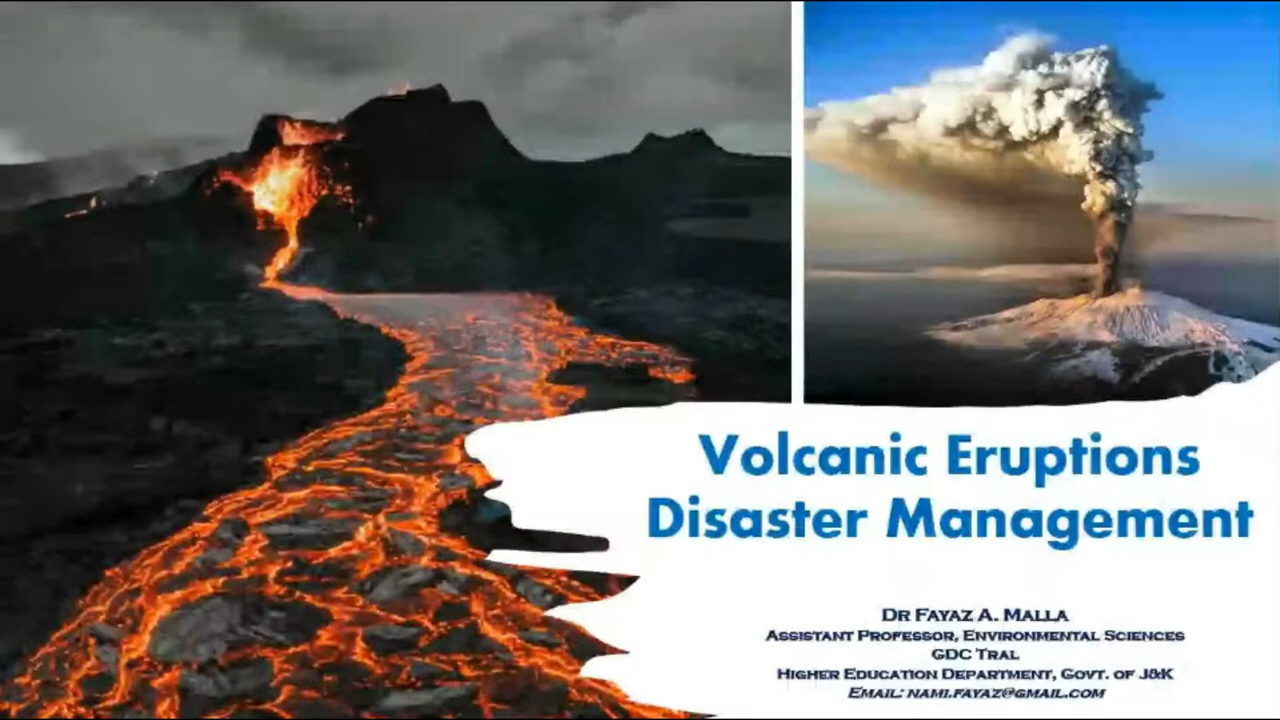 Volcanic Eruptions
Disaster Management
Dr Fayaz A. Malla
Assistant Professor, Environmental Sciences
GDC Tral
Higher Education Department, Govt. of J&K
Email: nami.fayaz@gmail.com